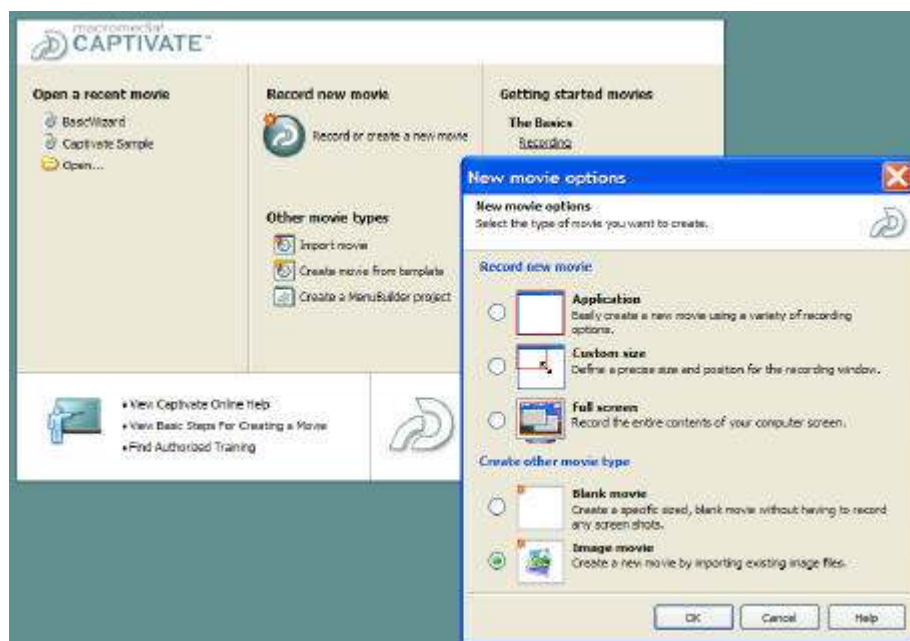 macromedia
CAPTIVATE™
Open a recent movie
BasicWizard
Captivate Sample
Open...
Record new movie
Record or create a new movie
Other movie types
Import movie
Create movie from template
Create a MenuBuilder project
Getting started movies
The Basics
Recording
• View Captivate Online Help
• View Basic Steps For Creating a Movie
• Find Authorized Training
New movie options
New movie options
Select the type of movie you want to create.
Record new movie
Application
Easily create a new movie using a variety of recording
options.
Custom size
Define a precise size and position for the recording window.
Full screen
Record the entire contents of your computer screen.
Create other movie type
Blank movie
Create a specific sized, blank movie without having to record
any screen shots.
Image movie
Create a new movie by importing existing image files.
OK
Cancel
Help